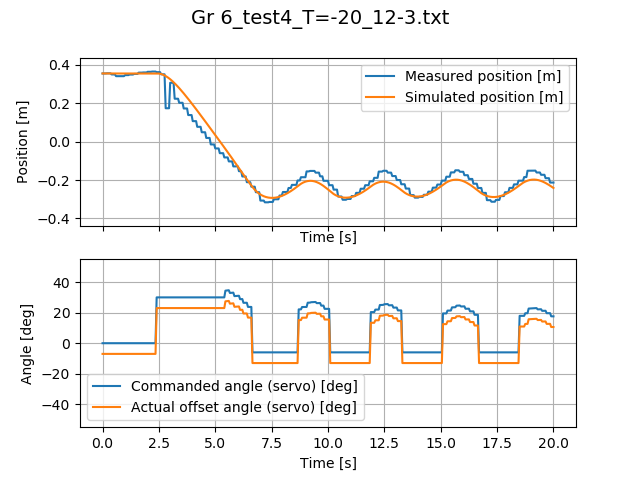 Gr 6_test4_T=-20_12-3.txt
0.4
0.2
0.0
−0.2
−0.4
Position [m]
Measured position [m]
Simulated position [m]
Time [s]
40
20
0
−20
−40
Angle [deg]
Commanded angle (servo) [deg]
Actual offset angle (servo) [deg]
0.0 2.5 5.0 7.5 10.0 12.5 15.0 17.5 20.0
Time [s]